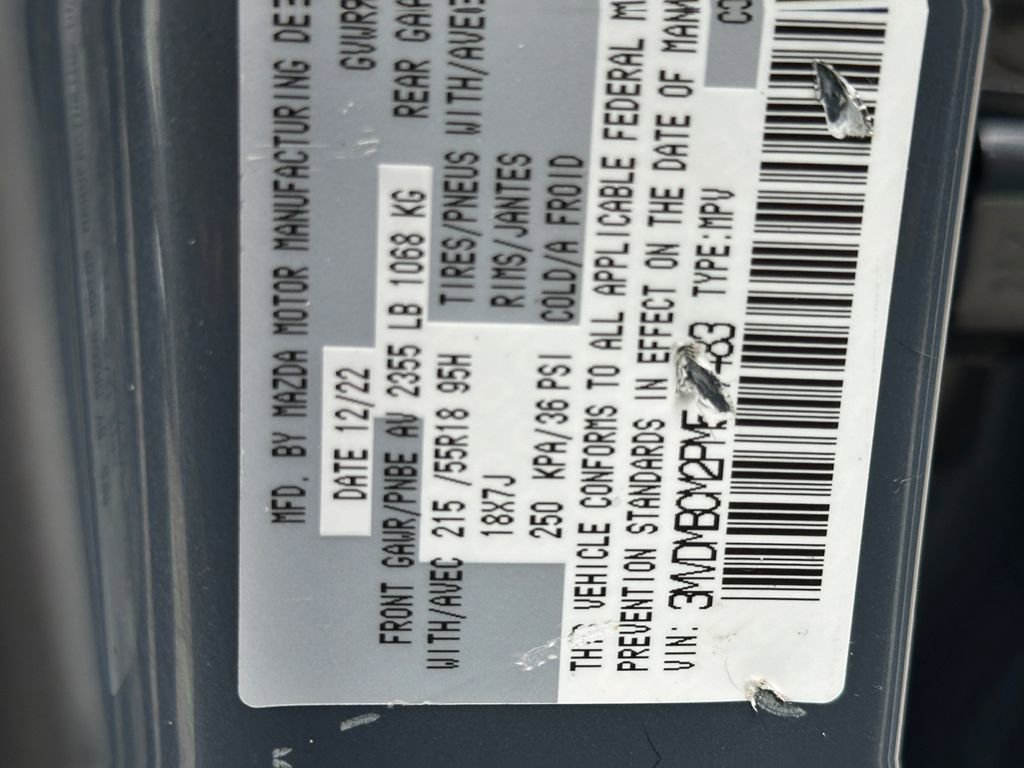 MFD. BY MAZDA MOTOR MANUFACTURING DE
DATE 12/22 GVWR
FRONT GAWR/PNBE AV 2355 LB 1068 KG REAR GA
WITH/AVEC 215 /55R18 95H TIRES/PNEUS WITH/AVE
18X7J RIMS/JANTES
250 KPA/36 PSI COLD/A FROID
VEHICLE CONFORMS TO ALL APPLICABLE FEDERAL M
PREVENTION STANDARDS IN EFFECT ON THE DATE OF MAN
VIN: TYPE:MPV